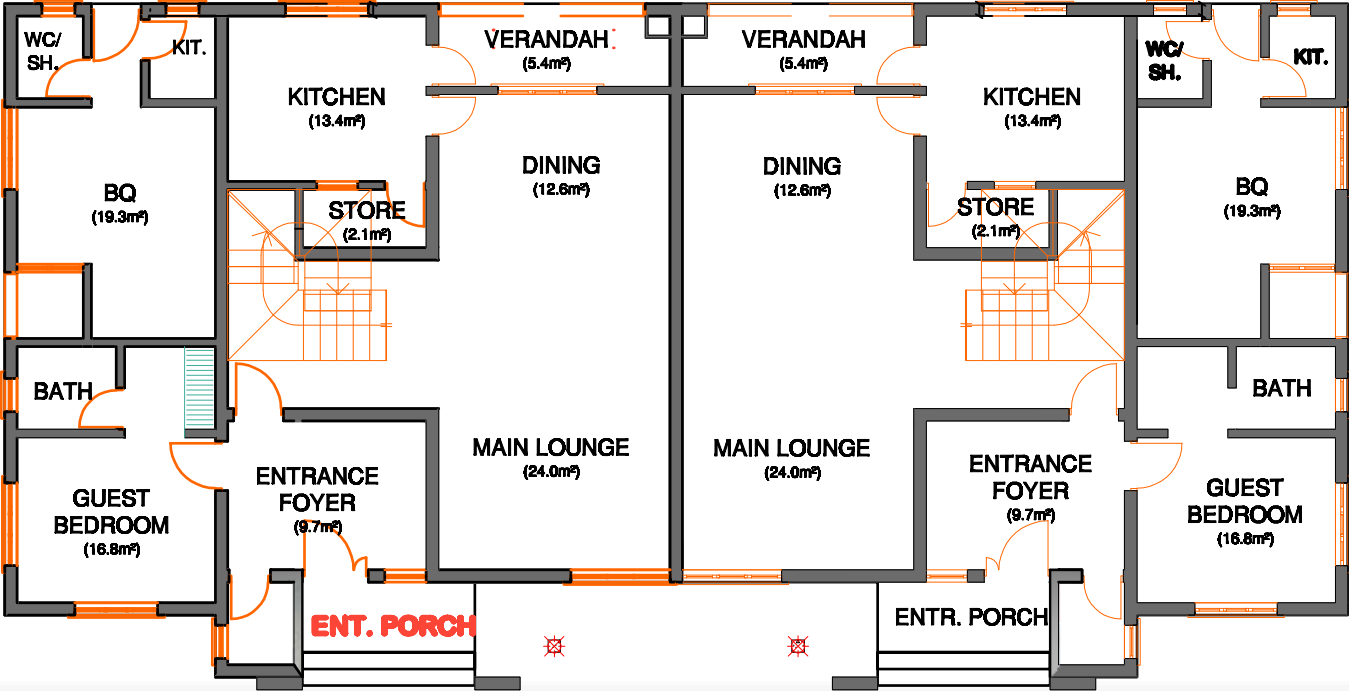 WC/
SH.
KIT.
VERANDAH
(5.4m²)
VERANDAH
(5.4m²)
WC/
SH.
KIT.
KITCHEN
(13.4m²)
KITCHEN
(13.4m²)
DINING
(12.6m²)
DINING
(12.6m²)
BQ
(19.3m²)
BQ
(19.3m²)
STORE
(2.1m²)
STORE
(2.1m²)
BATH
BATH
MAIN LOUNGE
(24.0m²)
MAIN LOUNGE
(24.0m²)
ENTRANCE
FOYER
(9.7m²)
ENTRANCE
FOYER
(9.7m²)
GUEST
BEDROOM
(16.8m²)
GUEST
BEDROOM
(16.8m²)
ENT. PORCH
ENTR. PORCH